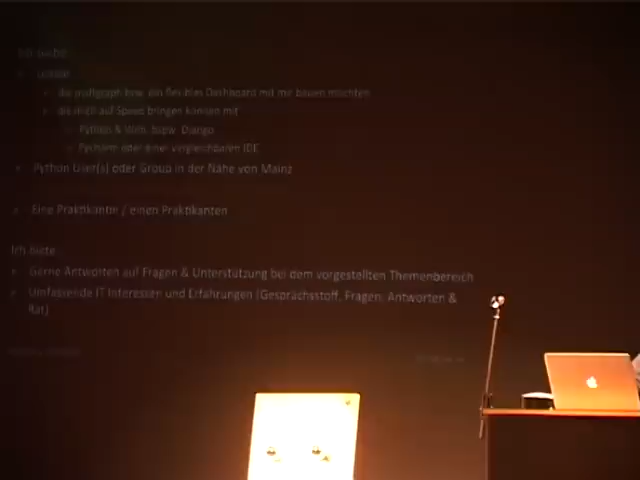 Ich suche
die multigraph bzw. ein flexibles Dashboard mit mir bauen möchten
die mich auf Speed bringen können mit
Python & Web, bspw. Django
PyCharm oder einer vergleichbaren IDE
Python User(s) oder Group in der Nähe von Mainz
Eine Praktikantin / einen Praktikanten
Ich biete
Gerne Antworten auf Fragen & Unterstützung bei dem vorgestellten Themenbereich
Umfassende IT Interessen und Erfahrungen (Gesprächsstoff, Fragen, Antworten &
Rat)